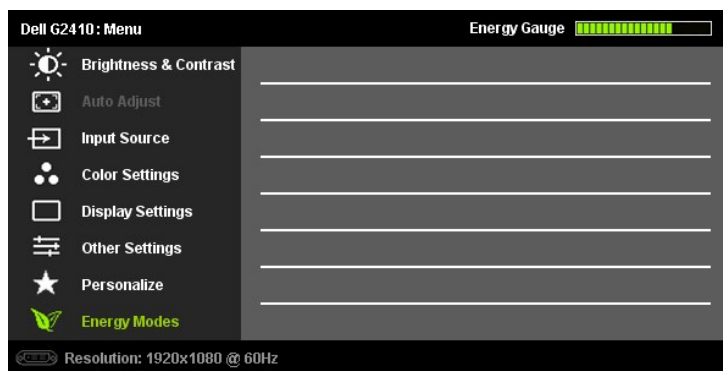 Dell G2410: Menu Energy Gauge
Brightness & Contrast
Auto Adjust
Input Source
Color Settings
Display Settings
Other Settings
Personalize
Energy Modes
Resolution: 1920x1080 @ 60Hz